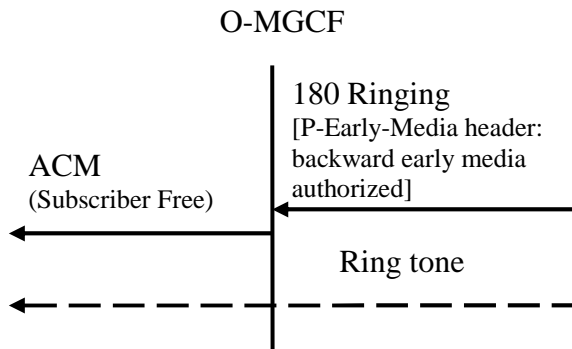 O-MGCF
180 Ringing
[P-Early-Media header:
backward early media
authorized]
ACM
(Subscriber Free)
Ring tone